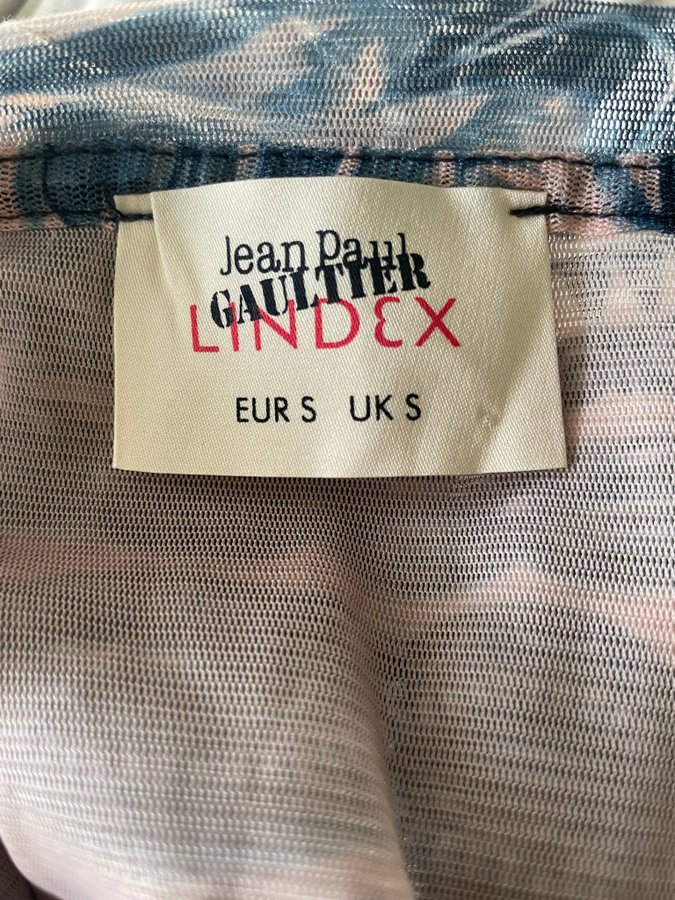 Jean Paul
GAULTIER
LINDEX
EUR S UK S